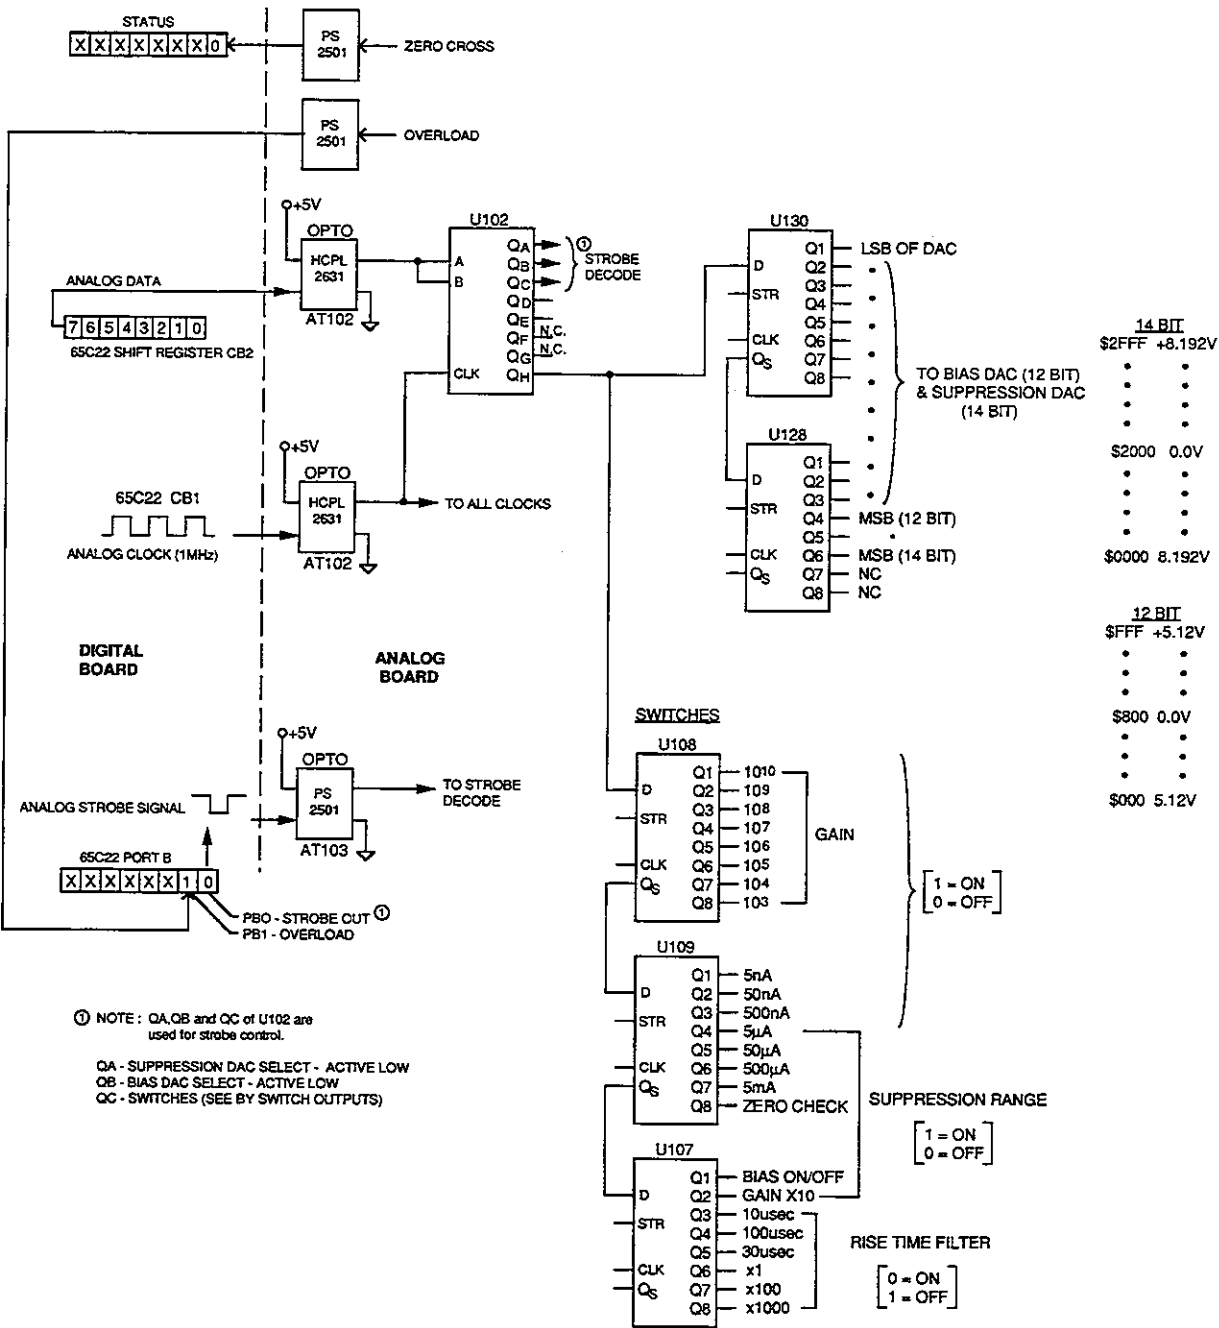 STATUS
X X X X X X X 0
PS 2501
ZERO CROSS
PS 2501
OVERLOAD
+5V
OPTO
HCPL 2631
AT102
ANALOG DATA
7 6 5 4 3 2 1 0
65C22 SHIFT REGISTER CB2
U102
A
B
CLK
QA
QB
QC
QD
QE
QF N.C.
QG N.C.
QH
① STROBE DECODE
+5V
OPTO
HCPL 2631
AT102
TO ALL CLOCKS
65C22 CB1
ANALOG CLOCK (1MHz)
DIGITAL BOARD
ANALOG BOARD
+5V
OPTO
PS 2501
AT103
TO STROBE DECODE
ANALOG STROBE SIGNAL
65C22 PORT B
X X X X X X 1 0
PB0 - STROBE OUT ①
PB1 - OVERLOAD
① NOTE : QA,QB and QC of U102 are
used for strobe control.
QA - SUPPRESSION DAC SELECT - ACTIVE LOW
QB - BIAS DAC SELECT - ACTIVE LOW
QC - SWITCHES (SEE BY SWITCH OUTPUTS)
U130
D
STR
CLK
QS
Q1 LSB OF DAC
Q2
Q3
Q4
Q5
Q6
Q7
Q8
TO BIAS DAC (12 BIT)
& SUPPRESSION DAC
(14 BIT)
U128
D
STR
CLK
QS
Q1
Q2
Q3
Q4 MSB (12 BIT)
Q5
Q6 MSB (14 BIT)
Q7 NC
Q8 NC
14 BIT
$2FFF +8.192V
$2000 0.0V
$0000 8.192V
12 BIT
$FFF +5.12V
$800 0.0V
$000 5.12V
SWITCHES
U108
D
STR
CLK
QS
Q1 10¹⁰
Q2 109
Q3 108
Q4 107
Q5 106
Q6 105
Q7 104
Q8 103
GAIN
1 = ON
0 = OFF
U109
D
STR
CLK
QS
Q1 5nA
Q2 50nA
Q3 500nA
Q4 5µA
Q5 50µA
Q6 500µA
Q7 5mA
Q8 ZERO CHECK
SUPPRESSION RANGE
1 = ON
0 = OFF
U107
D
STR
CLK
QS
Q1 BIAS ON/OFF
Q2 GAIN X10
Q3 10usec
Q4 100usec
Q5 30usec
Q6 x1
Q7 x100
Q8 x1000
RISE TIME FILTER
0 = ON
1 = OFF